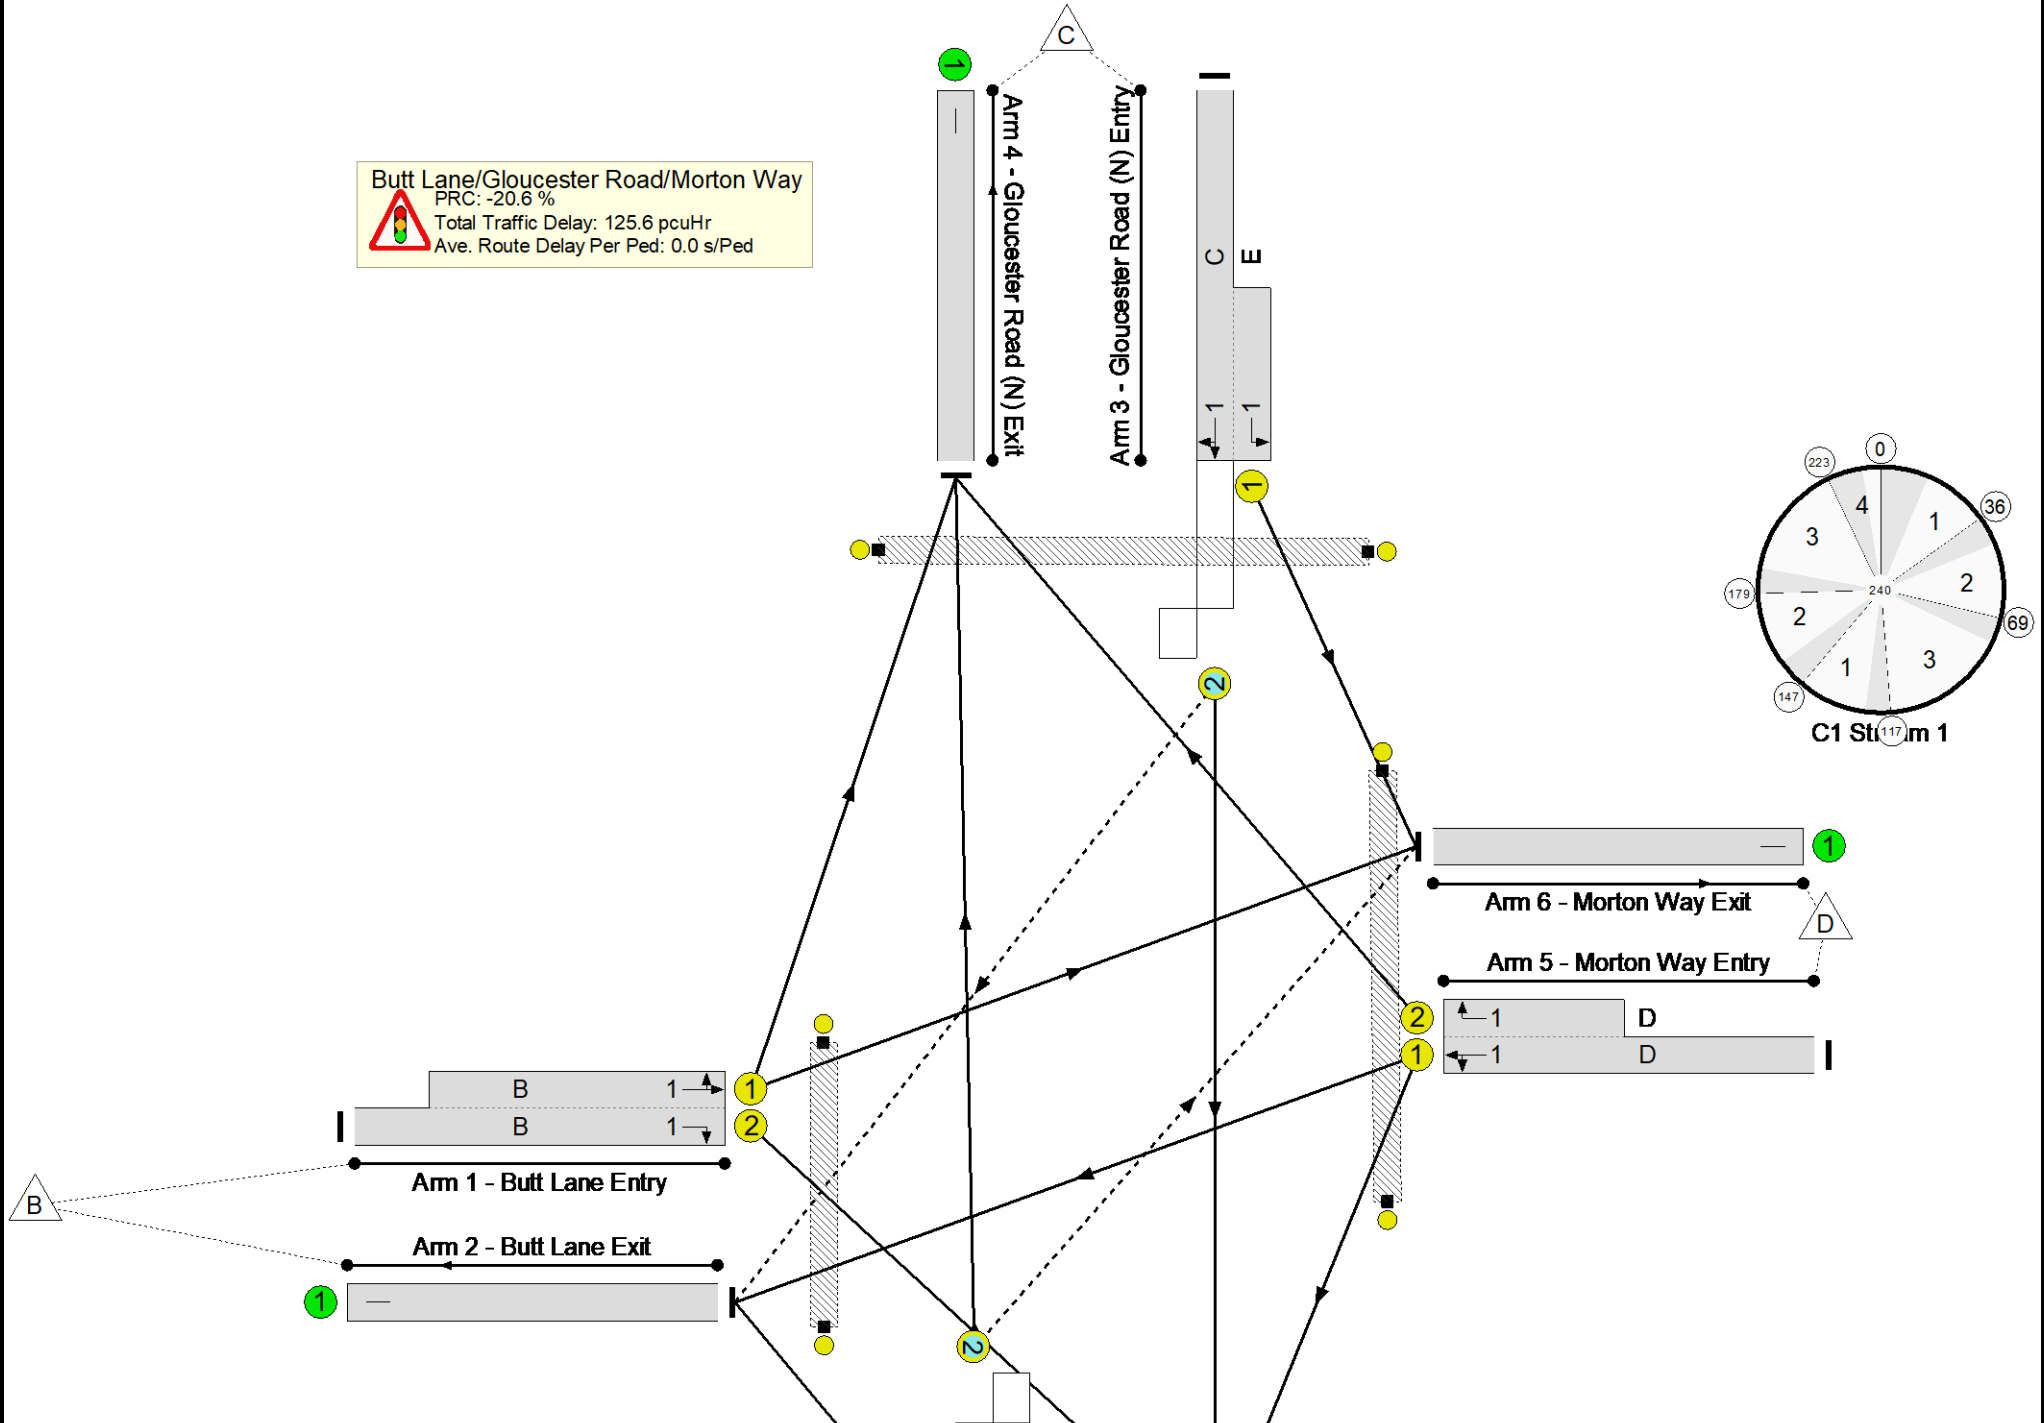 C
1
Arm 4 - Gloucester Road (N) Exit
Arm 3 - Gloucester Road (N) Entry
C
E
1
1
1
2
Butt Lane/Gloucester Road/Morton Way
PRC: -20.6 %
Total Traffic Delay: 125.6 pcuHr
Ave. Route Delay Per Ped: 0.0 s/Ped
0
223
4
36
3
1
2
240
179
2
69
1
3
147
117
C1 Stream 1
1
Arm 6 - Morton Way Exit
D
Arm 5 - Morton Way Entry
2
1
D
1
1
D
B
1
1
B
1
2
Arm 1 - Butt Lane Entry
B
Arm 2 - Butt Lane Exit
1
2